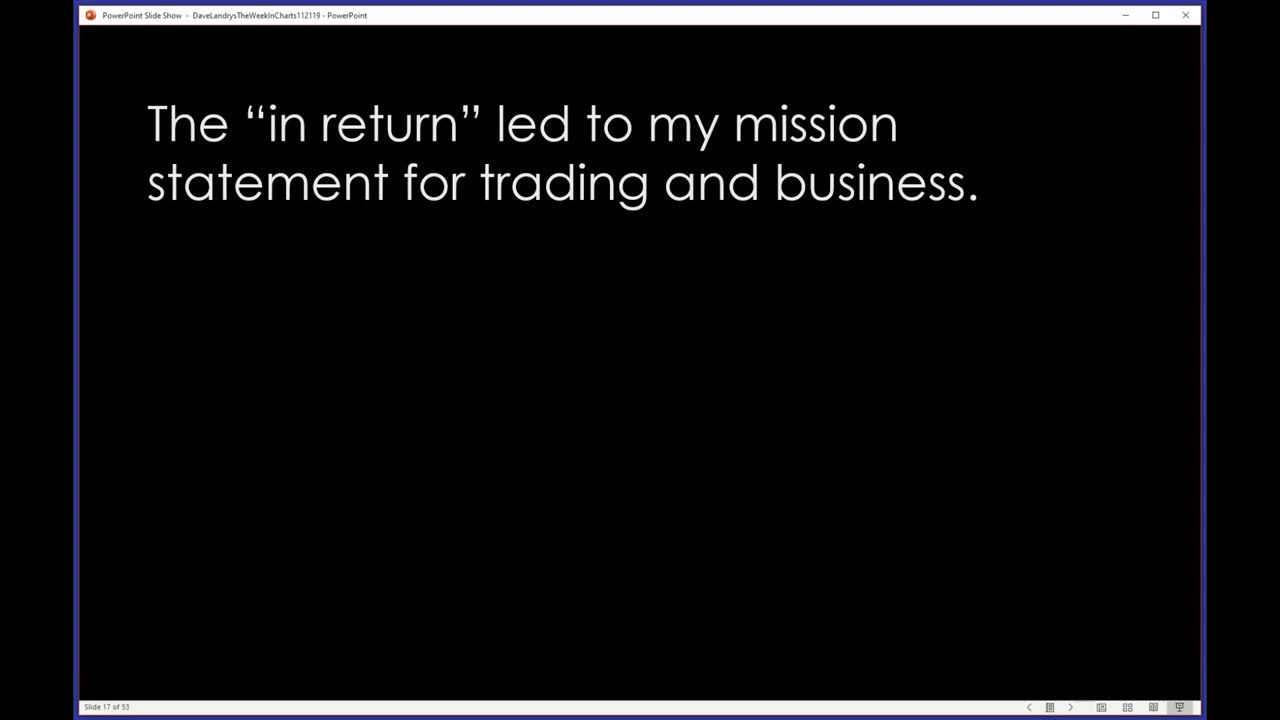 PowerPoint Slide Show - DaveLandrysTheWeekInCharts112119 - PowerPoint
The “in return” led to my mission
statement for trading and business.
Slide 17 of 53